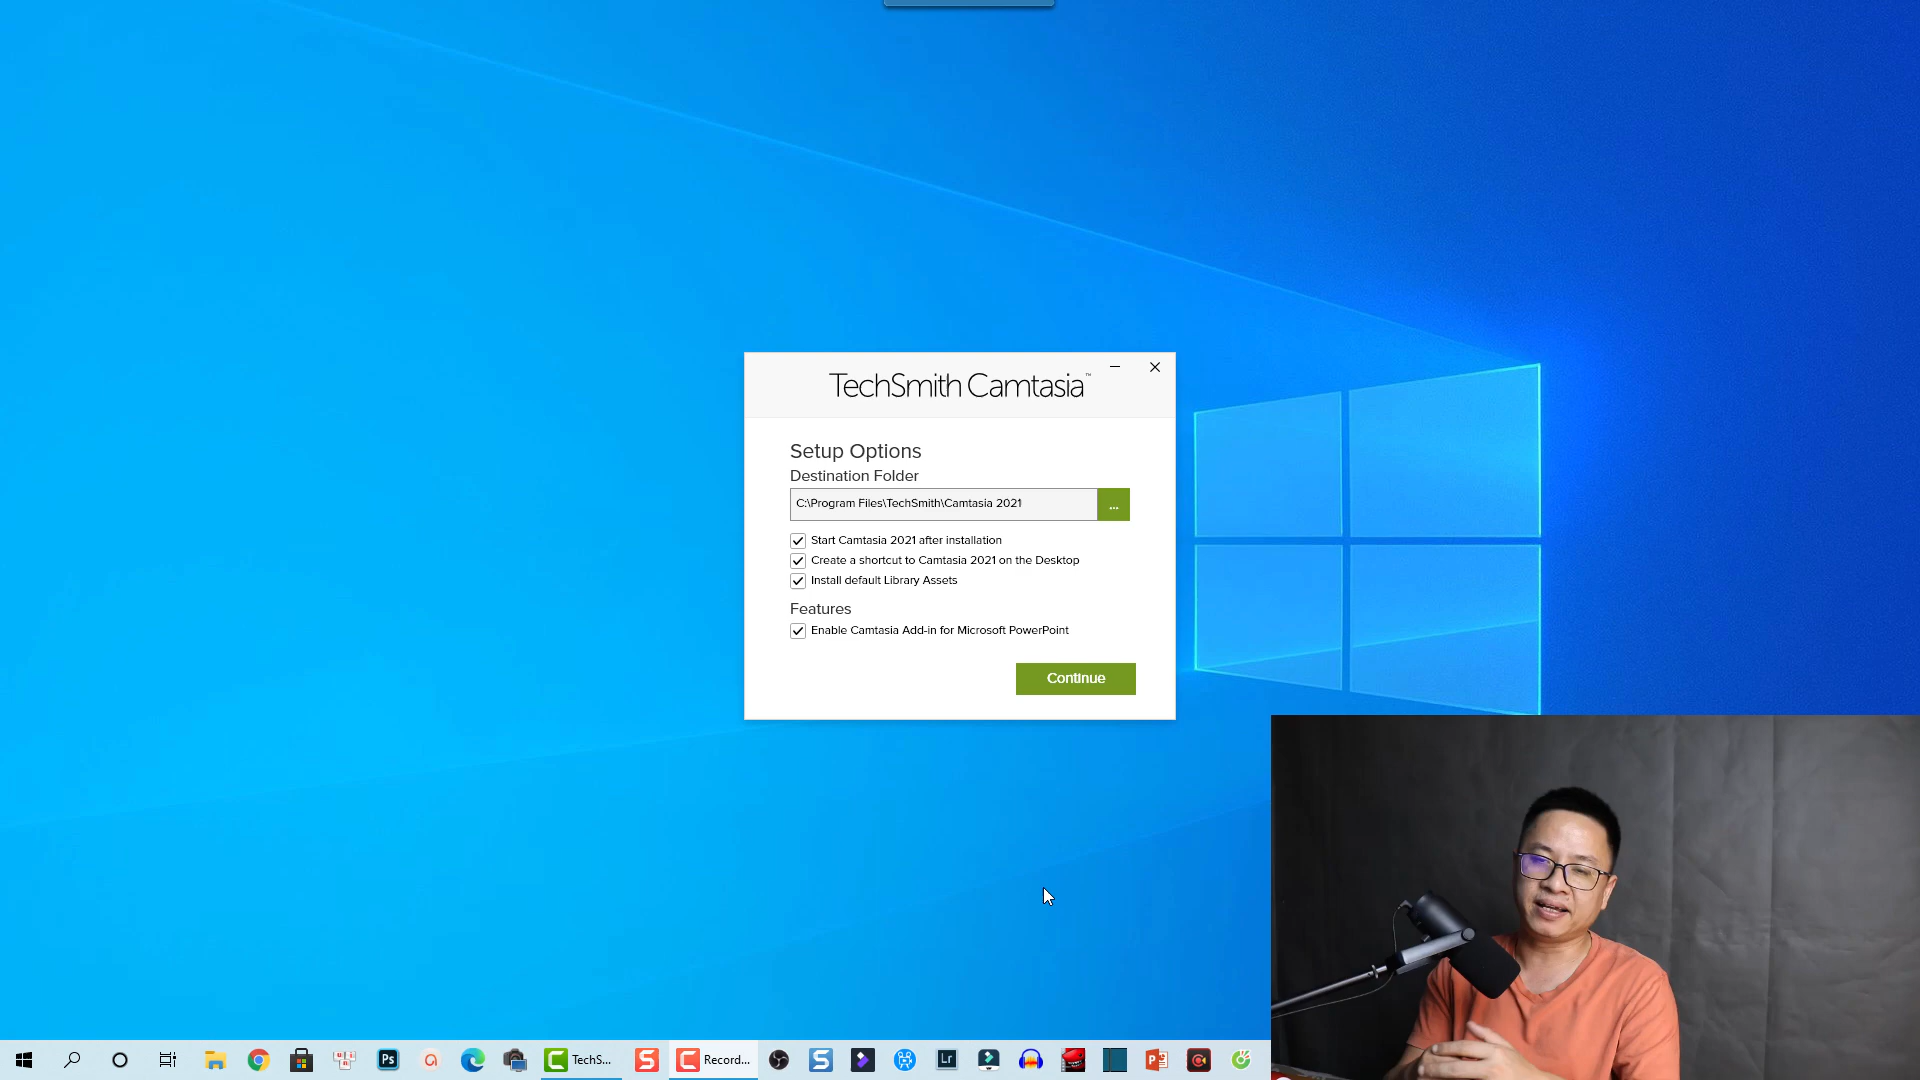 TechSmith Camtasia™
Setup Options
Destination Folder
C:\Program Files\TechSmith\Camtasia 2021
...
Start Camtasia 2021 after installation
Create a shortcut to Camtasia 2021 on the Desktop
Install default Library Assets
Features
Enable Camtasia Add-in for Microsoft PowerPoint
Continue
Ps
TechS...
Record...
Lr